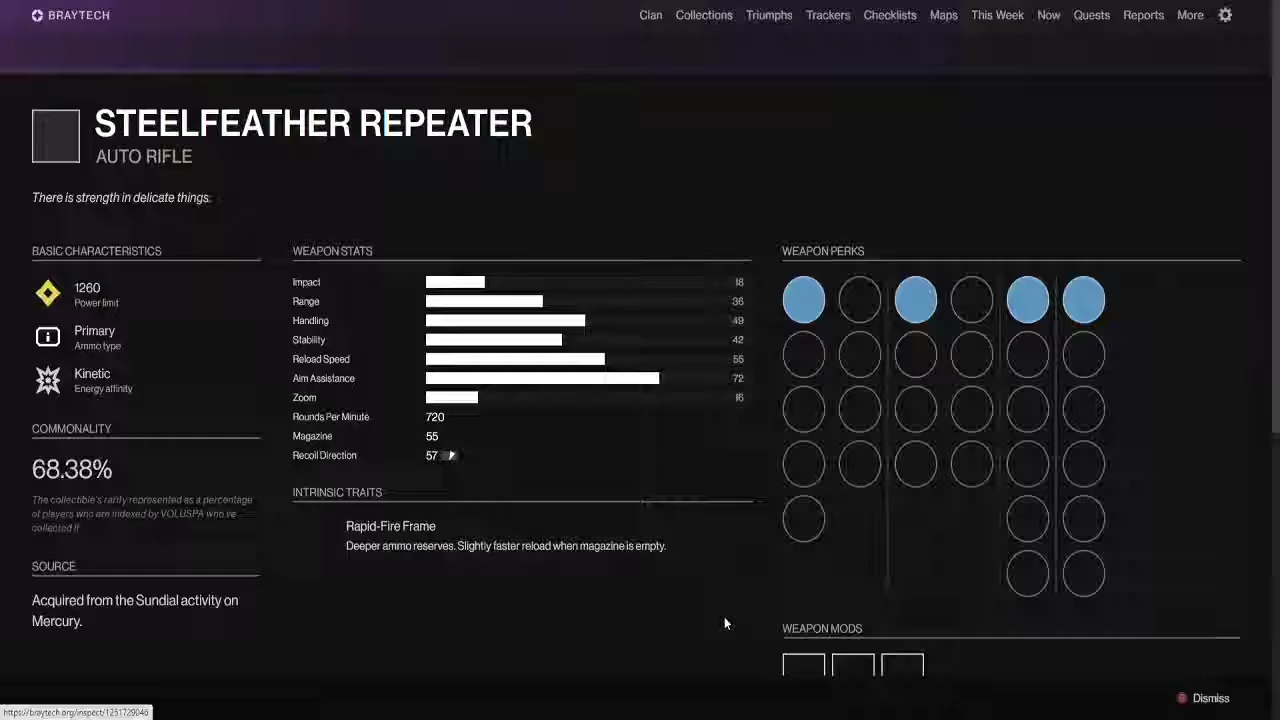 BRAYTECH
Clan Collections Triumphs Trackers Checklists Maps This Week Now Quests Reports More
STEELFEATHER REPEATER
AUTO RIFLE
There is strength in delicate things.
BASIC CHARACTERISTICS
1260
Power limit
Primary
Ammo type
Kinetic
Energy affinity
COMMONALITY
68.38%
The collectible's rarity represented as a percentage
of players who are indexed by VOLUSPA who've
collected it
SOURCE
Acquired from the Sundial activity on
Mercury.
WEAPON STATS
Impact 18
Range 36
Handling 49
Stability 42
Reload Speed 55
Aim Assistance 72
Zoom 16
Rounds Per Minute 720
Magazine 55
Recoil Direction 57
INTRINSIC TRAITS
Rapid-Fire Frame
Deeper ammo reserves. Slightly faster reload when magazine is empty.
WEAPON PERKS
WEAPON MODS
Dismiss
https://braytech.org/inspect/1251729046